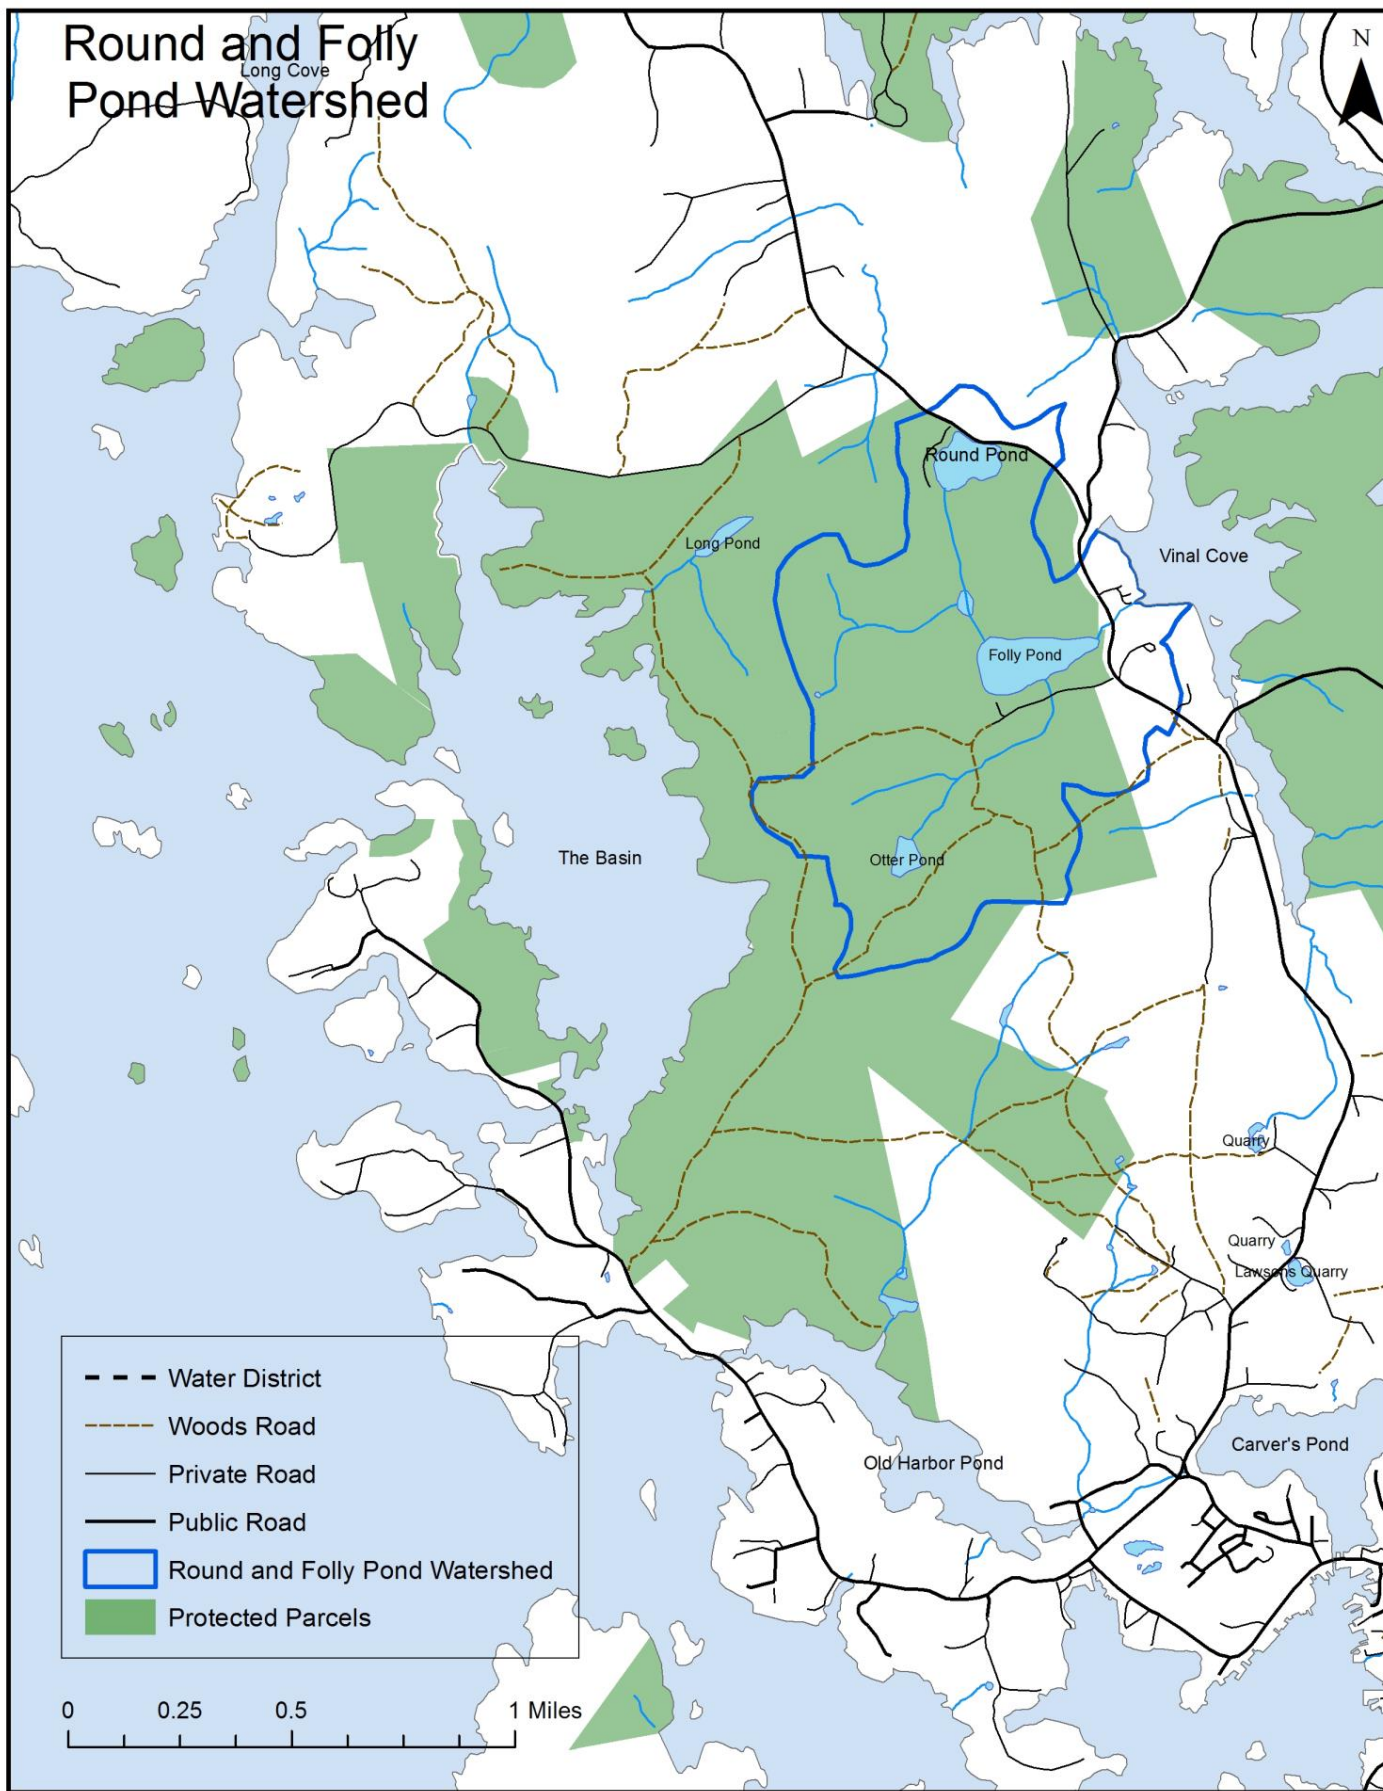 Round and Folly
Long Cove
Pond Watershed
N
Round Pond
Long Pond
Vinal Cove
Folly Pond
The Basin
Otter Pond
Quarry
Quarry
Lawsons Quarry
Water District
Woods Road
Private Road
Public Road
Round and Folly Pond Watershed
Protected Parcels
Carver's Pond
Old Harbor Pond
0 0.25 0.5 1 Miles